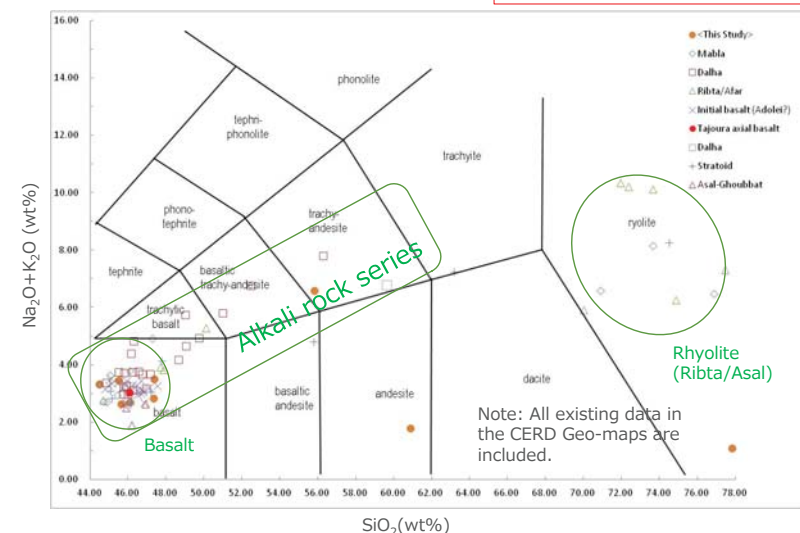 16.00
14.00
12.00
10.00
8.00
6.00
4.00
2.00
0.00
Na2O+K2O (wt%)
44.00 46.00 48.00 50.00 52.00 54.00 56.00 58.00 60.00 62.00 64.00 66.00 68.00 70.00 72.00 74.00 76.00 78.00
SiO2(wt%)
<This Study>
Mabla
Dalha
Ribta/Afar
Initial basalt (Adolei?)
Tajoura axial basalt
Dalha
Stratoid
Asal-Ghoubbat
phonolite
tephri-
phonolite
trachyite
phono-
tephrite
trachy-
andesite
ryolite
tephrite
basaltic
trachy-andesite
trachylic
basalt
Alkali rock series
basalt
Basalt
basaltic
andesite
andesite
dacite
Rhyolite
(Ribta/Asal)
Note: All existing data in
the CERD Geo-maps are
included.